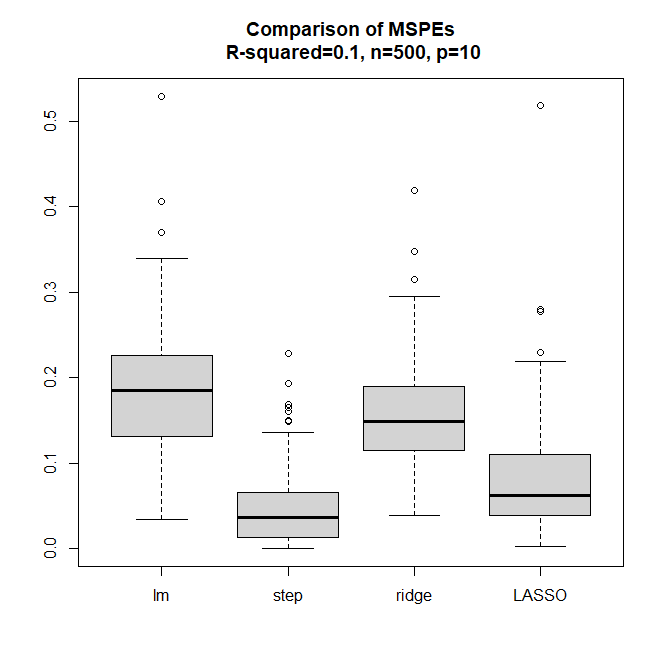 Comparison of MSPEs
R-squared=0.1, n=500, p=10
0.5
0.4
0.3
0.2
0.1
0.0
lm step ridge LASSO